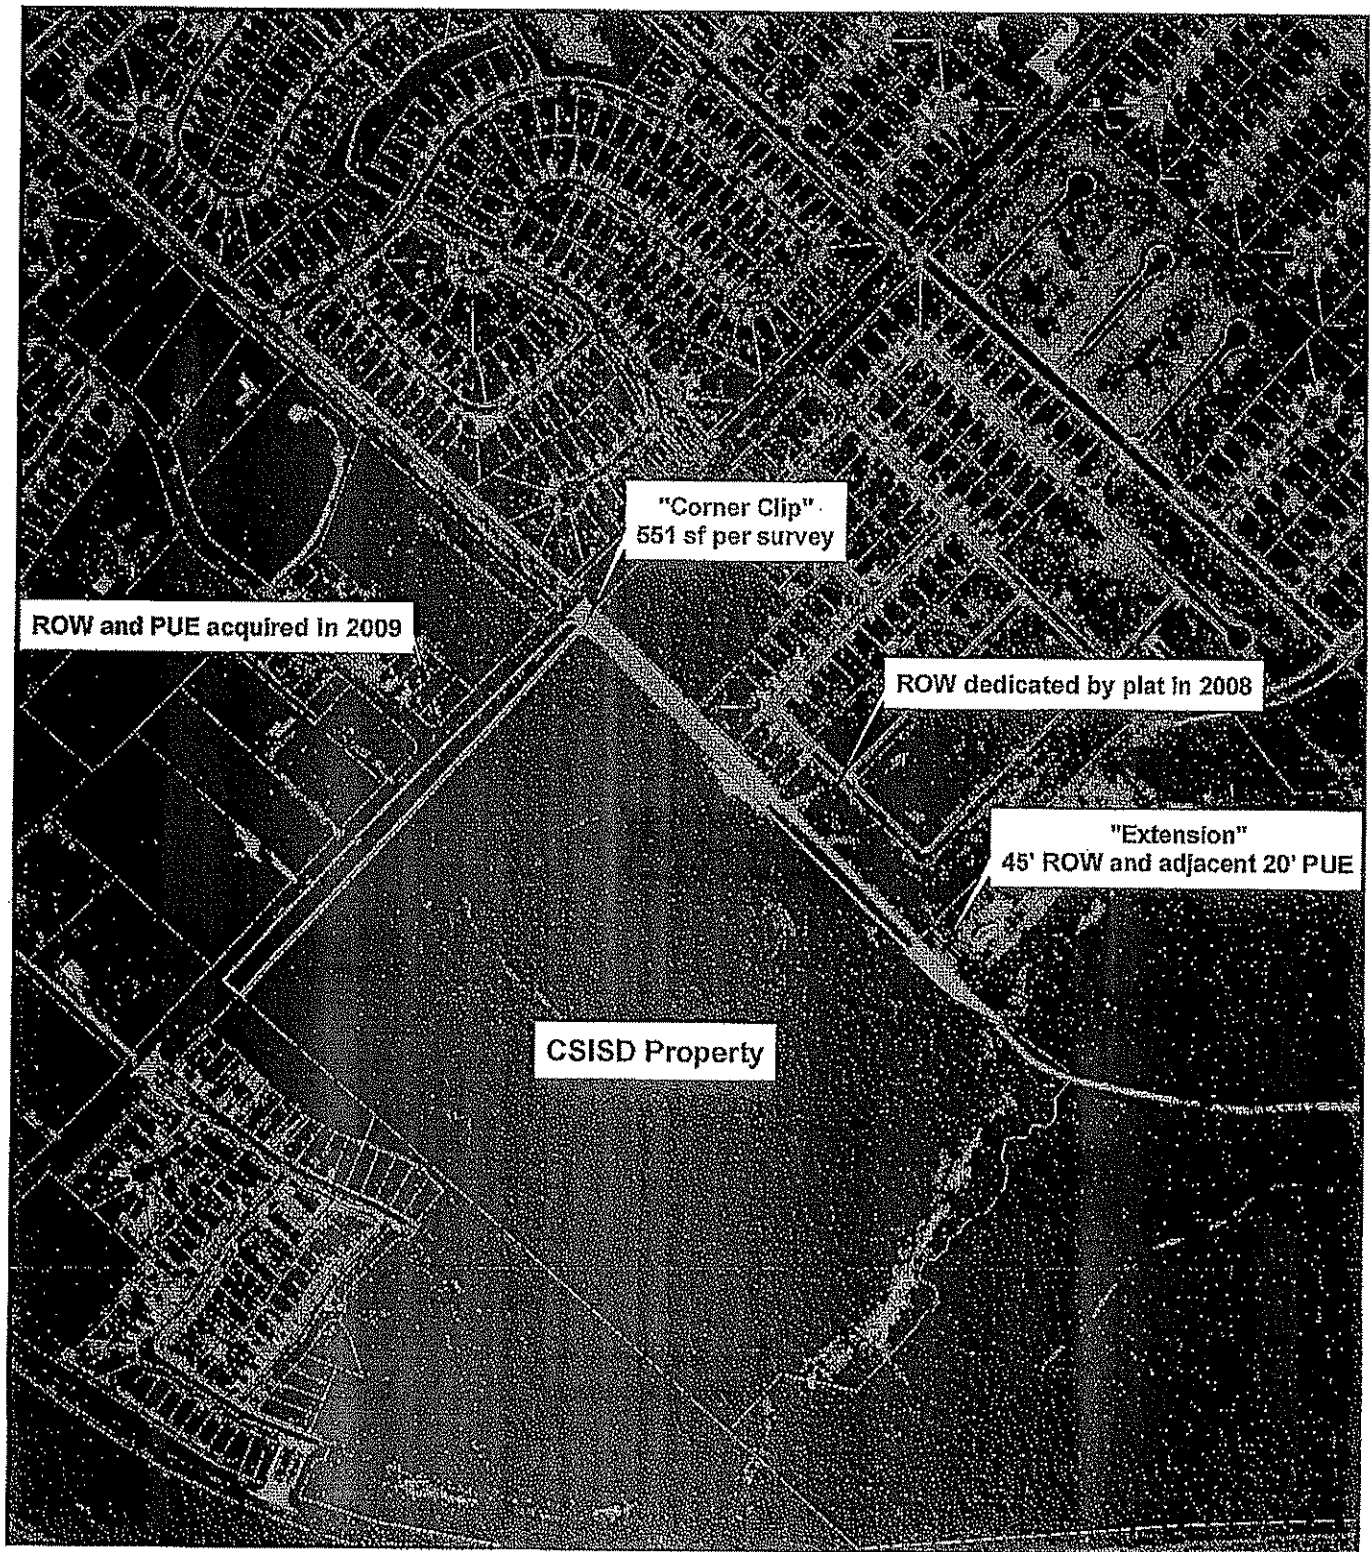 "Corner Clip"
551 sf per survey
ROW and PUE acquired in 2009
ROW dedicated by plat in 2008
"Extension"
45' ROW and adjacent 20' PUE
CSISD Property